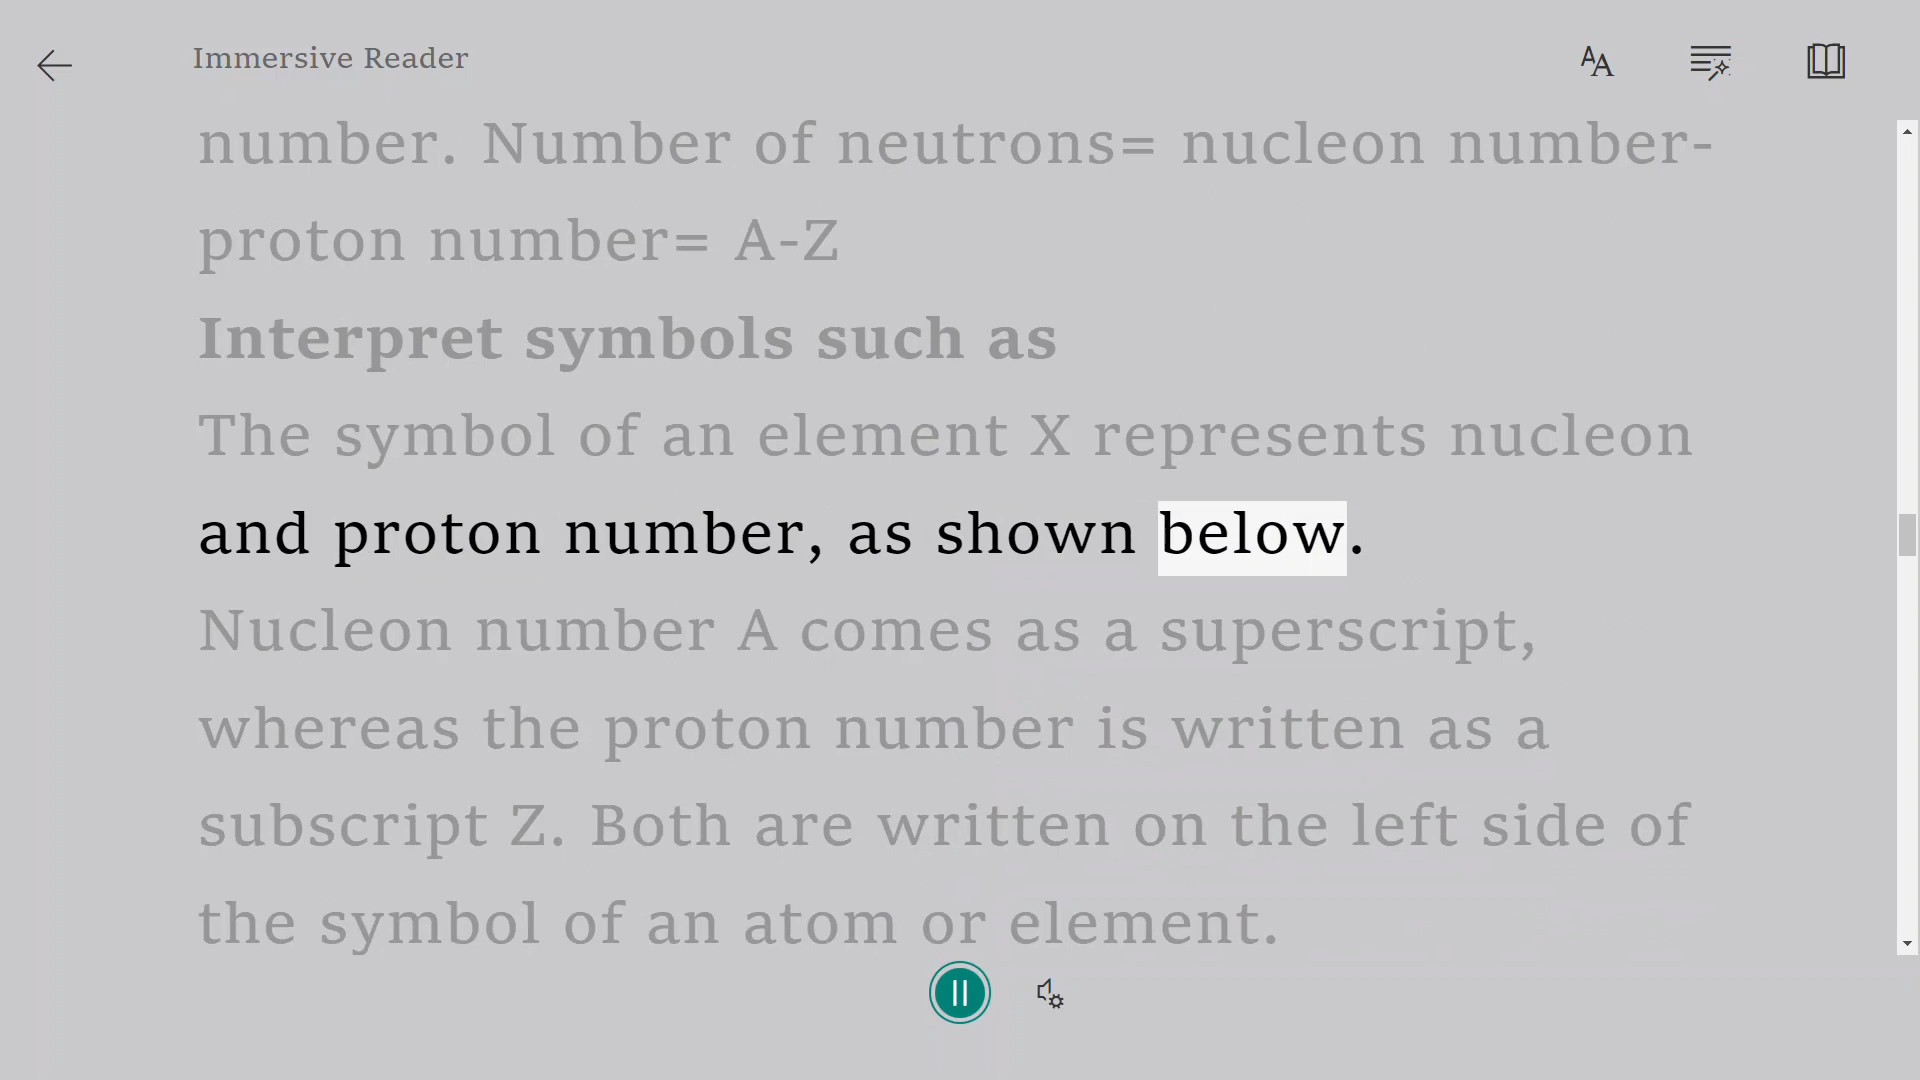 Immersive Reader
number. Number of neutrons= nucleon number-
proton number= A-Z
Interpret symbols such as
The symbol of an element X represents nucleon
and proton number, as shown below.
Nucleon number A comes as a superscript,
whereas the proton number is written as a
subscript Z. Both are written on the left side of
the symbol of an atom or element.